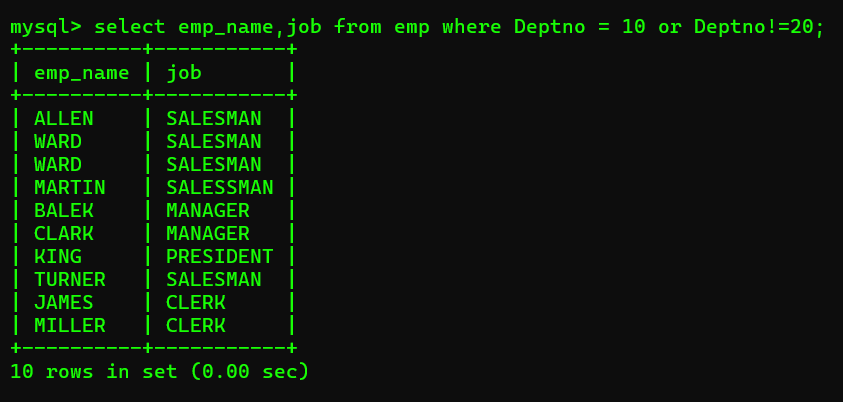 mysql> select emp_name,job from emp where Deptno = 10 or Deptno!=20;
+----------+-----------+
| emp_name | job       |
+----------+-----------+
| ALLEN    | SALESMAN  |
| WARD     | SALESMAN  |
| WARD     | SALESMAN  |
| MARTIN   | SALESSMAN |
| BALEK    | MANAGER   |
| CLARK    | MANAGER   |
| KING     | PRESIDENT |
| TURNER   | SALESMAN  |
| JAMES    | CLERK     |
| MILLER   | CLERK     |
+----------+-----------+
10 rows in set (0.00 sec)